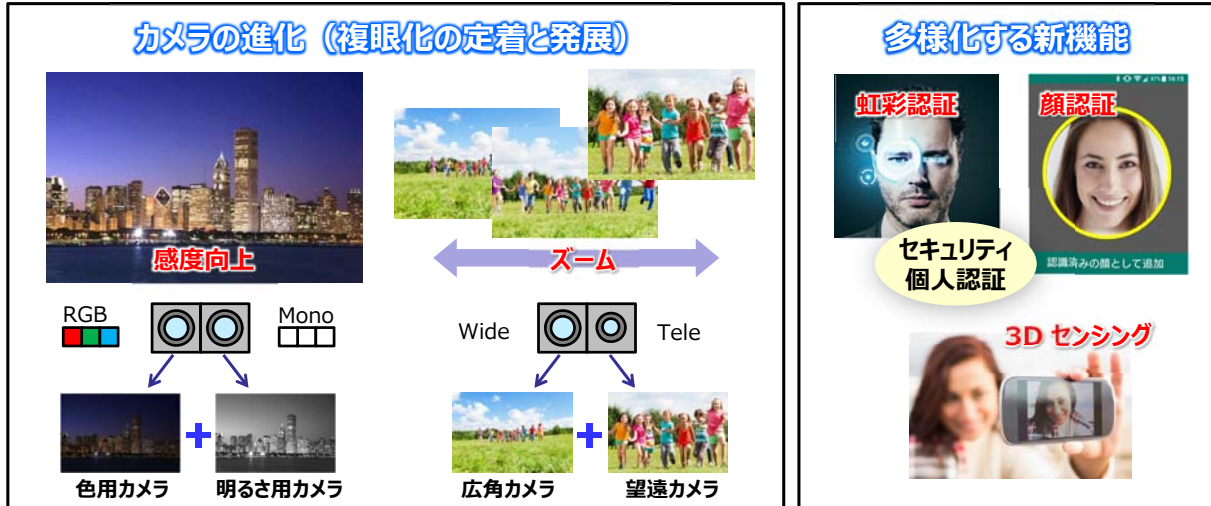 カメラの進化（複眼化の定着と発展）
感度向上
ズーム
RGB
Mono
Wide
Tele
色用カメラ
明るさ用カメラ
広角カメラ
望遠カメラ
多様化する新機能
虹彩認証
顔認証
16:15
認識済みの顔として追加
セキュリティ
個人認証
3D センシング